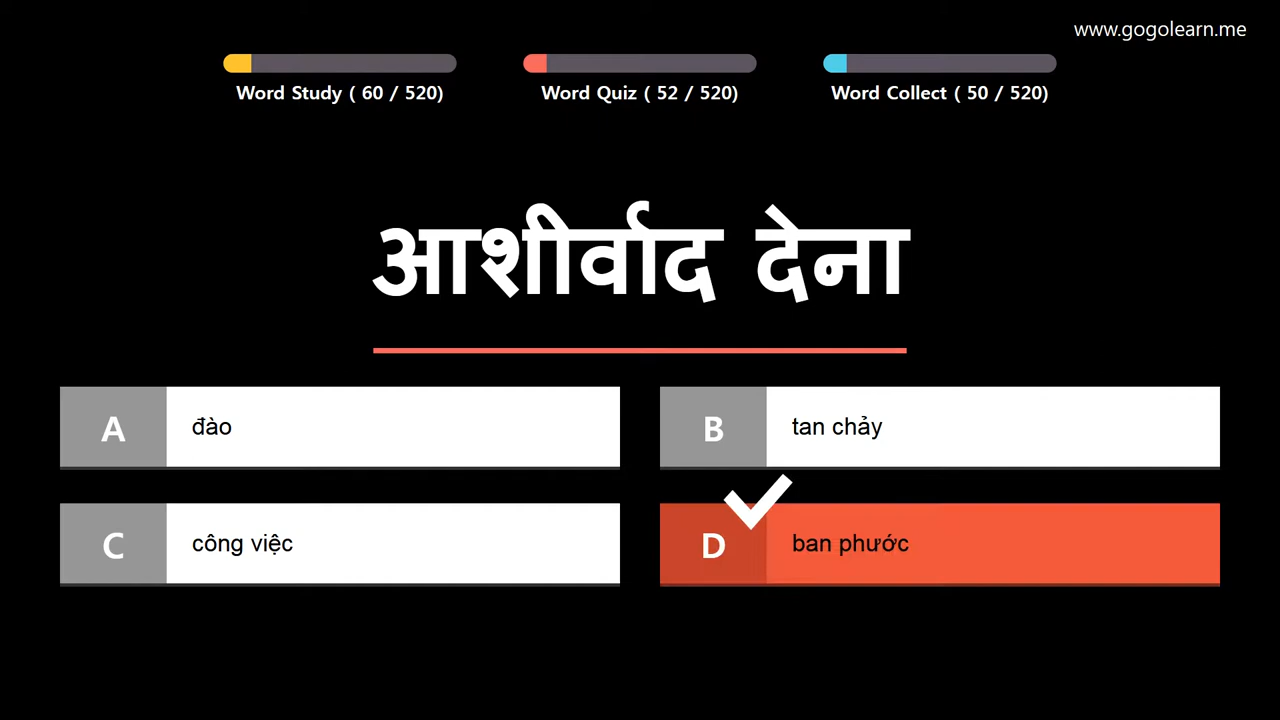 www.gogolearn.me
Word Study ( 60 / 520)
Word Quiz ( 52 / 520)
Word Collect ( 50 / 520)
आशीर्वाद देना
A đào
B tan chảy
C công việc
D ban phước